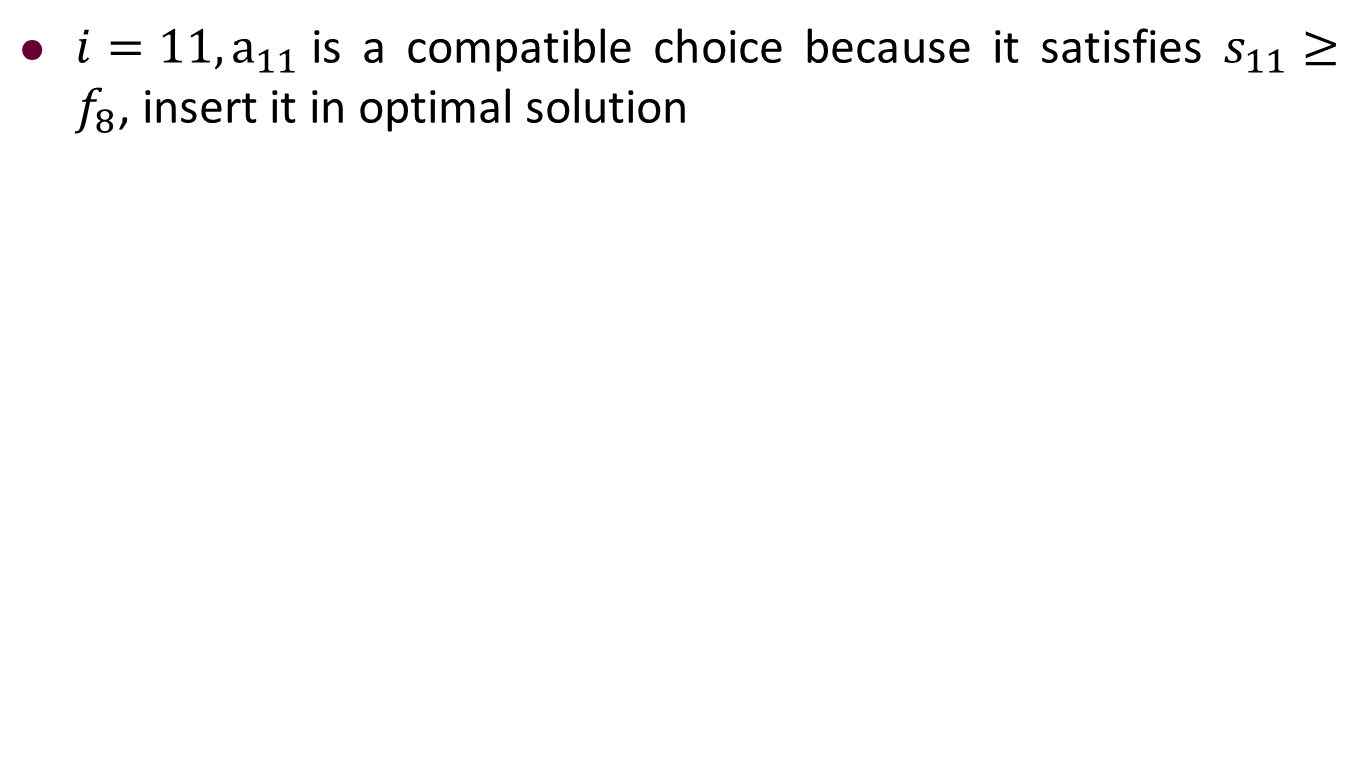 ● 𝑖 = 11, a₁₁ is a compatible choice because it satisfies 𝑠₁₁ ≥
𝑓₈, insert it in optimal solution